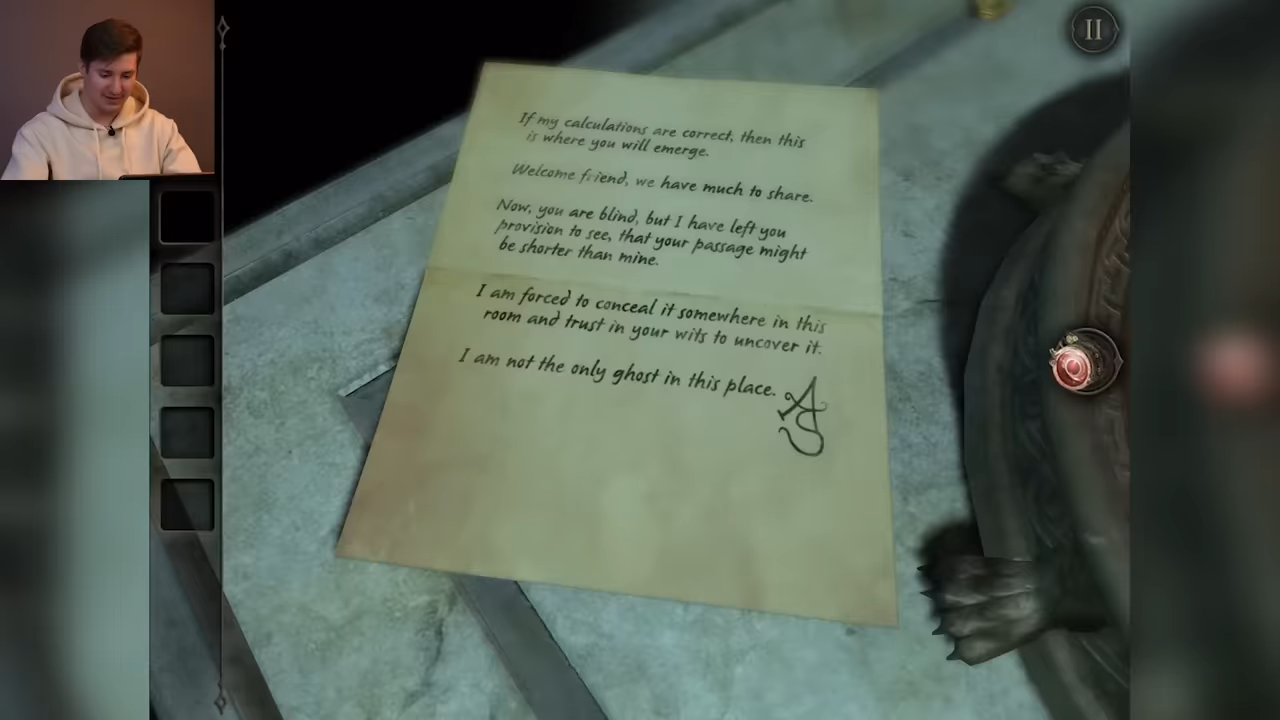 II
If my calculations are correct, then this
is where you will emerge.
Welcome friend, we have much to share.
Now, you are blind, but I have left you
provision to see, that your passage might
be shorter than mine.
I am forced to conceal it somewhere in this
room and trust in your wits to uncover it.
I am not the only ghost in this place.
AS